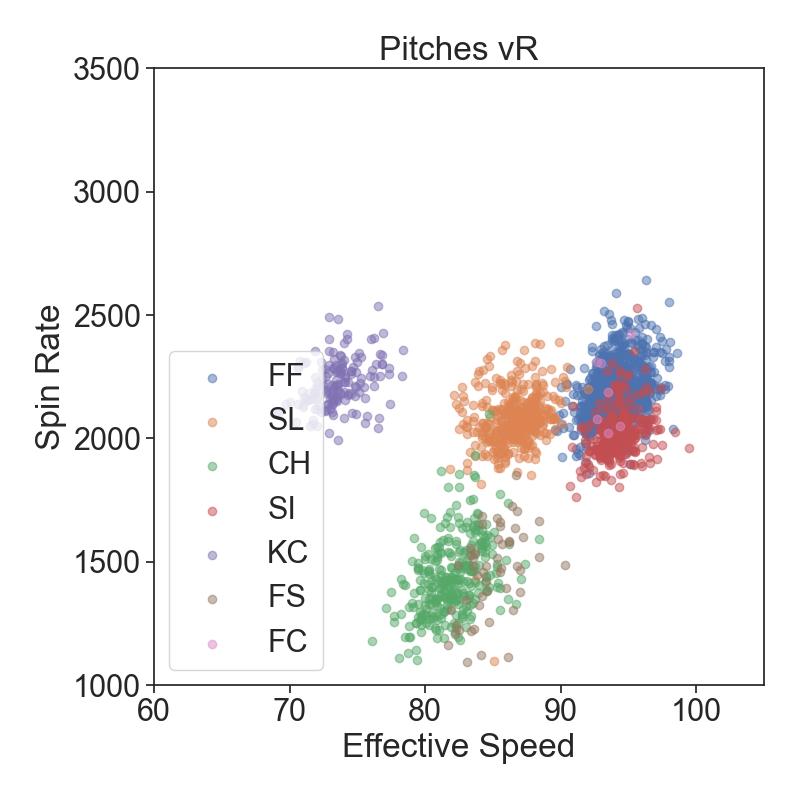 Pitches vR
3500
3000
2500
2000
1500
1000
Spin Rate
FF
SL
CH
SI
KC
FS
FC
60 70 80 90 100
Effective Speed